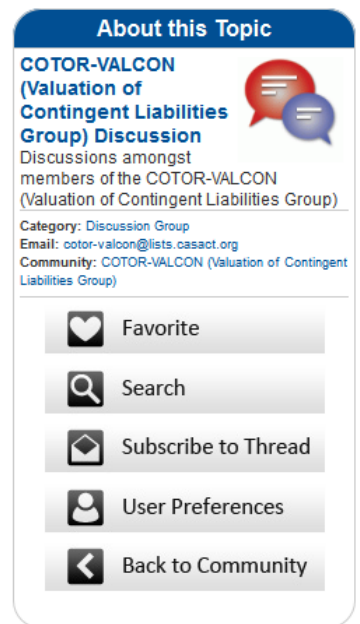 About this Topic
COTOR-VALCON
(Valuation of
Contingent Liabilities
Group) Discussion
Discussions amongst
members of the COTOR-VALCON
(Valuation of Contingent Liabilities Group)
Category: Discussion Group
Email: cotor-valcon@lists.casact.org
Community: COTOR-VALCON (Valuation of Contingent
Liabilities Group)
Favorite
Search
Subscribe to Thread
User Preferences
Back to Community